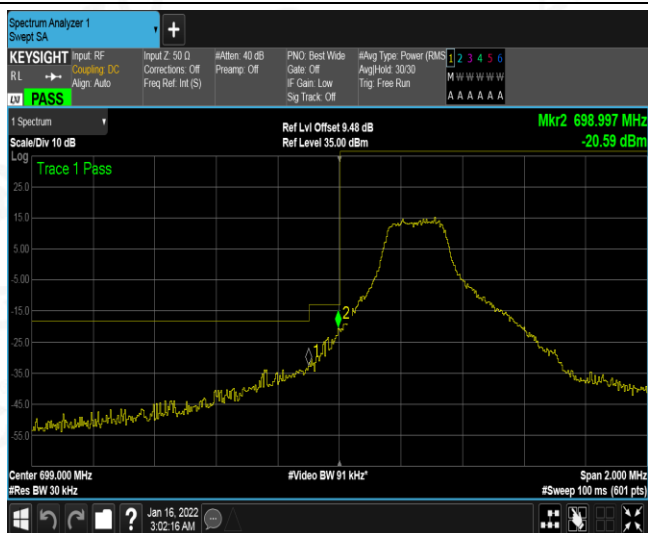 Spectrum Analyzer 1
Swept SA
+
KEYSIGHT
RL
LXI
PASS
Input: RF
Coupling: DC
Align: Auto
Input Z: 50 Ω
Corrections: Off
Freq Ref: Int (S)
#Atten: 40 dB
Preamp: Off
PNO: Best Wide
Gate: Off
IF Gain: Low
Sig Track: Off
#Avg Type: Power (RMS
Avg|Hold: 30/30
Trig: Free Run
1 2 3 4 5 6
M W W W W W
A A A A A A
1 Spectrum
Scale/Div 10 dB
Ref Lvl Offset 9.48 dB
Ref Level 35.00 dBm
Mkr2 698.997 MHz
-20.59 dBm
Log
Trace 1 Pass
25.0
15.0
5.00
-5.00
-15.0
-25.0
-35.0
-45.0
-55.0
2
1
Center 699.000 MHz
#Res BW 30 kHz
#Video BW 91 kHz*
Span 2.000 MHz
#Sweep 100 ms (601 pts)
?
Jan 16, 2022
3:02:16 AM